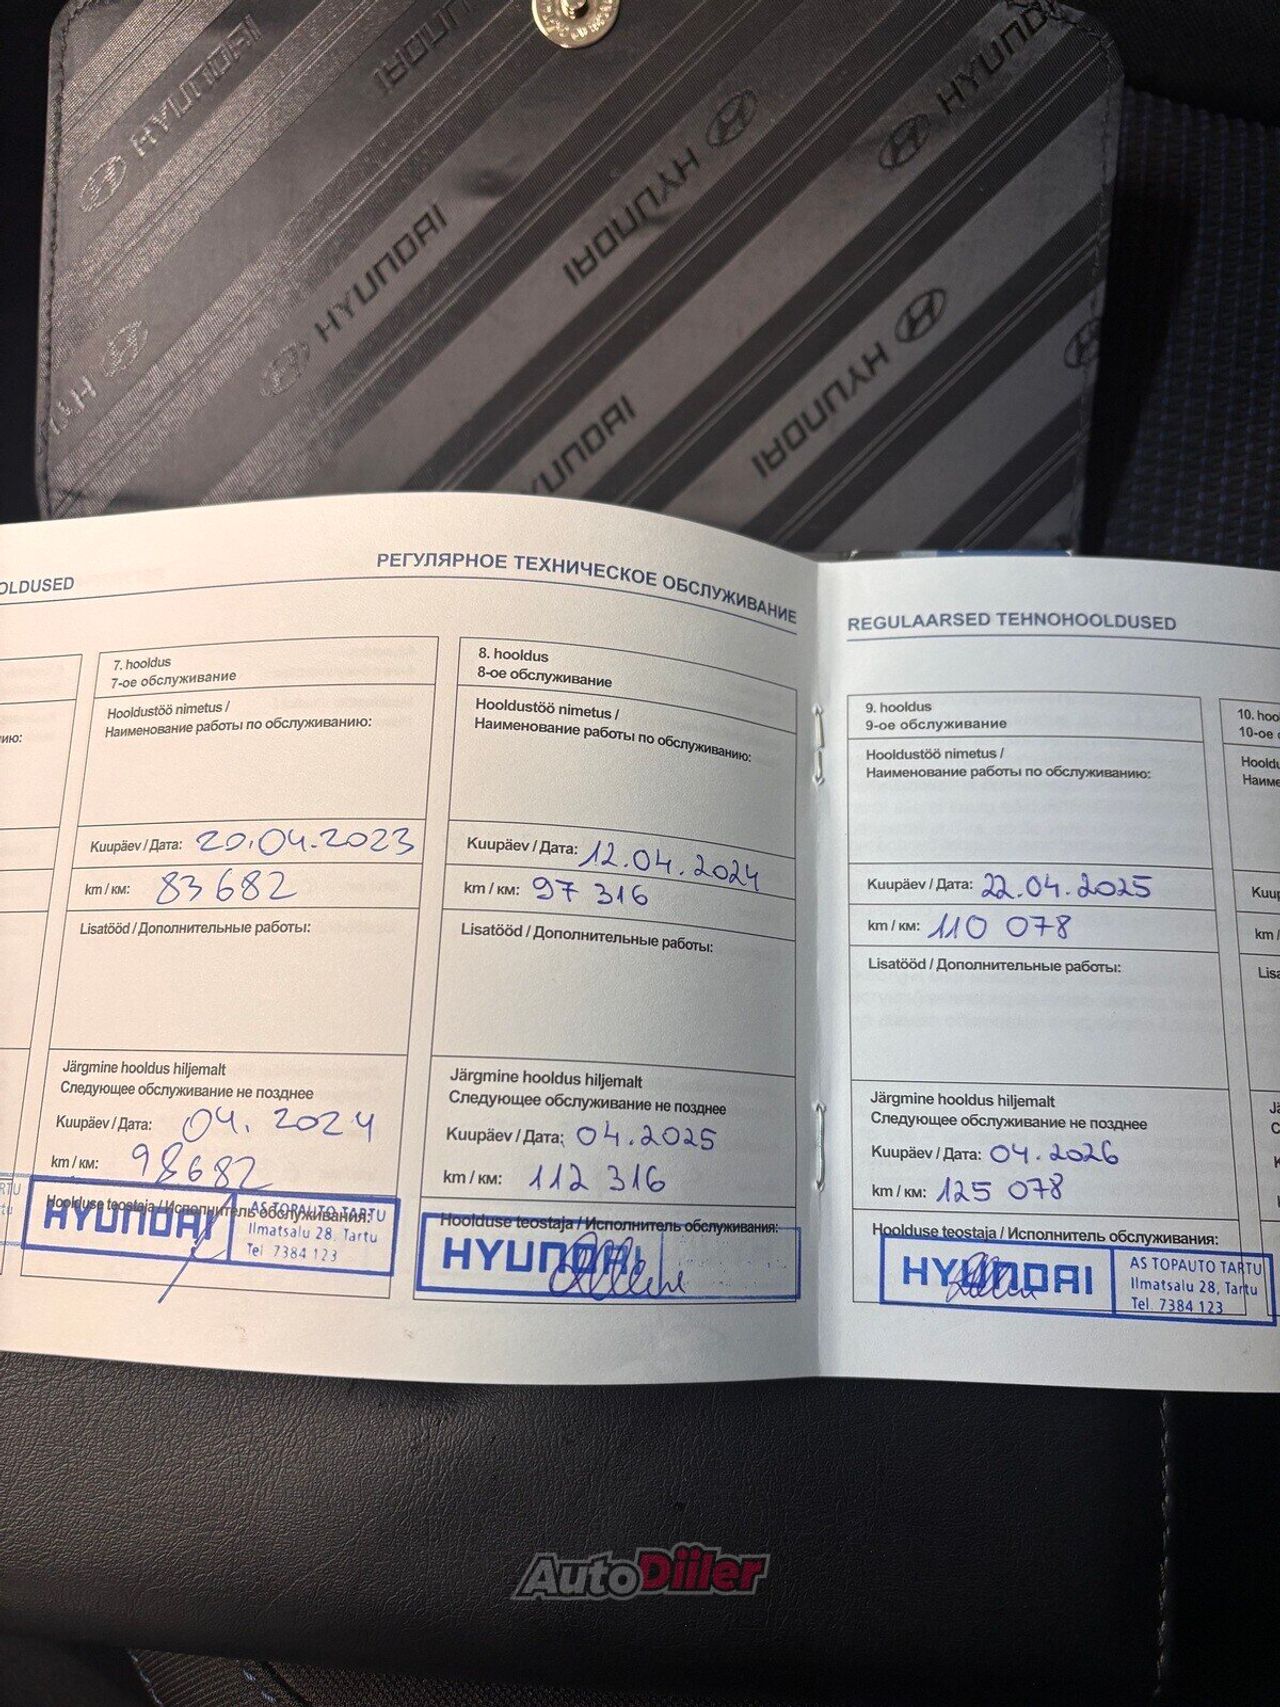 HYUNDAI
HYUNDAI
HYUNDAI
HYUNDAI
HYUNDAI
HYUNDAI
HYUNDAI
OLDUSED
РЕГУЛЯРНОЕ ТЕХНИЧЕСКОЕ ОБСЛУЖИВАНИЕ
7. hooldus
7-ое обслуживание
Hooldustöö nimetus /
Наименование работы по обслуживанию:
Kuupäev / Дата: 20.04.2023
km / км: 83 682
Lisatööd / Дополнительные работы:
Järgmine hooldus hiljemalt
Следующее обслуживание не позднее
Kuupäev / Дата: 04. 2024
km / км: 98682
Hoolduse teostaja / Исполнитель обслуживания:
HYUNDAI
AS TOPAUTO TARTU
Ilmatsalu 28, Tartu
Tel 7384 123
8. hooldus
8-ое обслуживание
Hooldustöö nimetus /
Наименование работы по обслуживанию:
Kuupäev / Дата: 12.04.2024
km / км: 97 316
Lisatööd / Дополнительные работы:
Järgmine hooldus hiljemalt
Следующее обслуживание не позднее
Kuupäev / Дата: 04.2025
km / км: 112 316
Hoolduse teostaja / Исполнитель обслуживания:
HYUNDAI
REGULAARSED TEHNOHOOLDUSED
9. hooldus
9-ое обслуживание
Hooldustöö nimetus /
Наименование работы по обслуживанию:
Kuupäev / Дата: 22.04.2025
km / км: 110 078
Lisatööd / Дополнительные работы:
Järgmine hooldus hiljemalt
Следующее обслуживание не позднее
Kuupäev / Дата: 04.2026
km / км: 125 078
Hoolduse teostaja / Исполнитель обслуживания:
HYUNDAI
AS TOPAUTO TARTU
Ilmatsalu 28, Tartu
Tel. 7384 123
10. hoo
10-ое
AutoDiiler